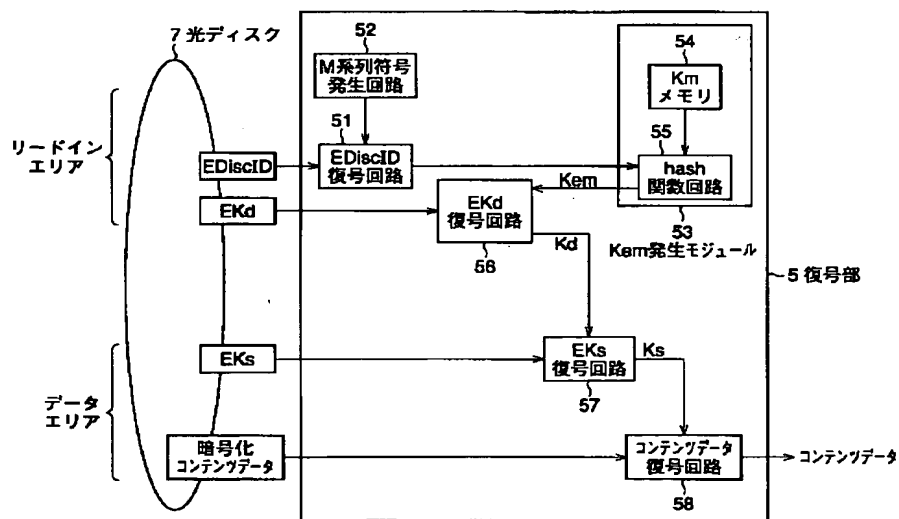 7 光ディスク
52
M系列符号
発生回路
54
Km
メモリ
リードイン
エリア
51
EDiscID
EDiscID
復号回路
55
hash
関数回路
Kem
EKd
EKd
復号回路
56
Kd
53
Kem発生モジュール
5 復号部
EKs
EKs
復号回路
57
Ks
データ
エリア
暗号化
コンテンツデータ
コンテンツデータ
復号回路
58
コンテンツデータ